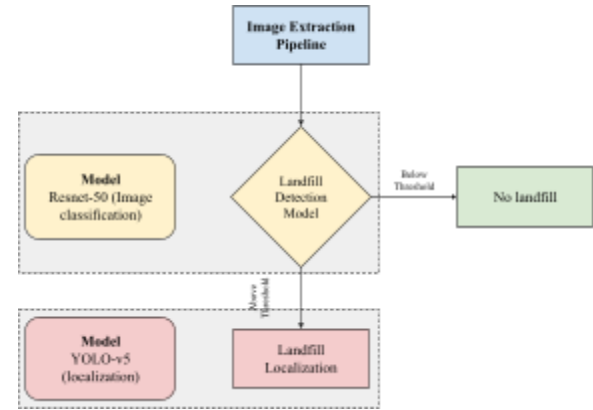 Image Extraction
Pipeline
Model
Resnet-50 (Image
classification)
Landfill
Detection
Model
Below
Threshold
No landfill
Above
Threshold
Model
YOLO-v5
(localization)
Landfill
Localization